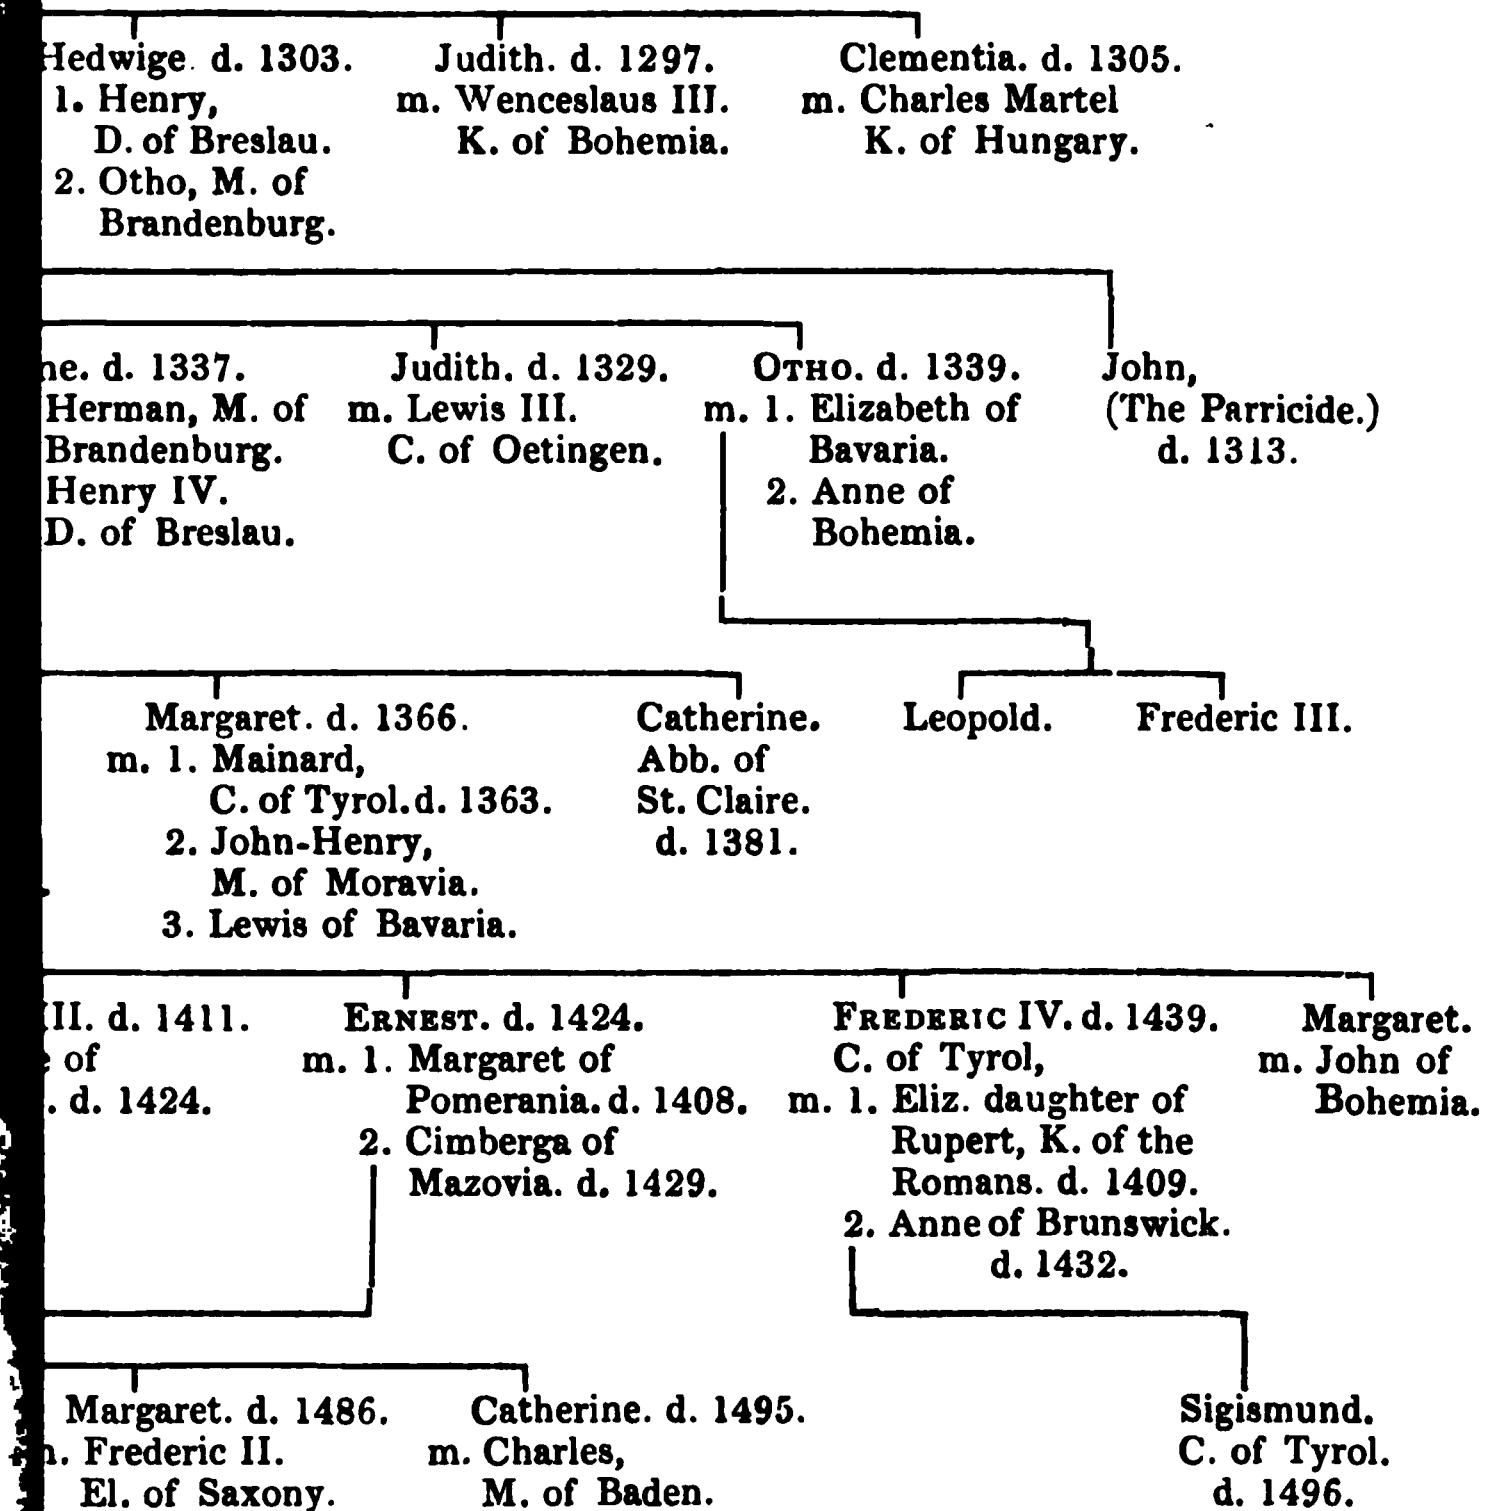 Hedwige. d. 1303.
1. Henry,
D. of Breslau.
2. Otho, M. of
Brandenburg.
Judith. d. 1297.
m. Wenceslaus III.
K. of Bohemia.
Clementia. d. 1305.
m. Charles Martel
K. of Hungary.
ne. d. 1337.
Herman, M. of
Brandenburg.
Henry IV.
D. of Breslau.
Judith. d. 1329.
m. Lewis III.
C. of Oetingen.
OTHO. d. 1339.
m. 1. Elizabeth of
Bavaria.
2. Anne of
Bohemia.
John,
(The Parricide.)
d. 1313.
Margaret. d. 1366.
m. 1. Mainard,
C. of Tyrol. d. 1363.
2. John-Henry,
M. of Moravia.
3. Lewis of Bavaria.
Catherine.
Abb. of
St. Claire.
d. 1381.
Leopold.
Frederic III.
II. d. 1411.
of
. d. 1424.
ERNEST. d. 1424.
m. 1. Margaret of
Pomerania. d. 1408.
2. Cimberga of
Mazovia. d. 1429.
FREDERIC IV. d. 1439.
C. of Tyrol,
m. 1. Eliz. daughter of
Rupert, K. of the
Romans. d. 1409.
2. Anne of Brunswick.
d. 1432.
Margaret.
m. John of
Bohemia.
Margaret. d. 1486.
m. Frederic II.
El. of Saxony.
Catherine. d. 1495.
m. Charles,
M. of Baden.
Sigismund.
C. of Tyrol.
d. 1496.